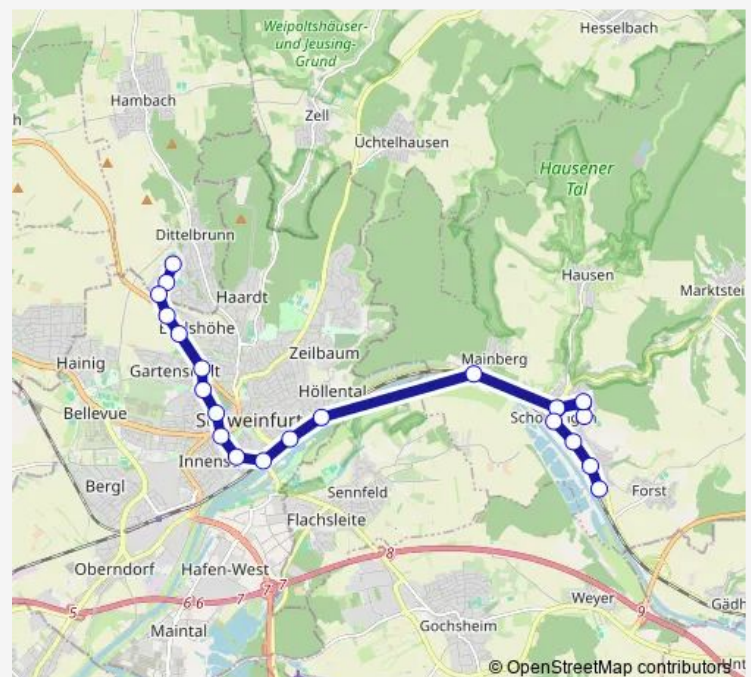 Weipoltshäuser-
und Jeusing-
Grund
Hesselbach
Hambach
Zell
Üchtelhausen
Hausener
Tal
Dittelbrunn
Hausen
Haardt
Marktstei
Zeilbaum
Mainberg
Hainig
Gartens
Höllental
Bellevue
Innens
Bergl
Sennfeld
Forst
Flachsleite
Oberndorf
Hafen-West
28
7
7
7
6
6
5
Weyer
9
Gädh
Maintal
Gochsheim
© OpenStreetMap contributors